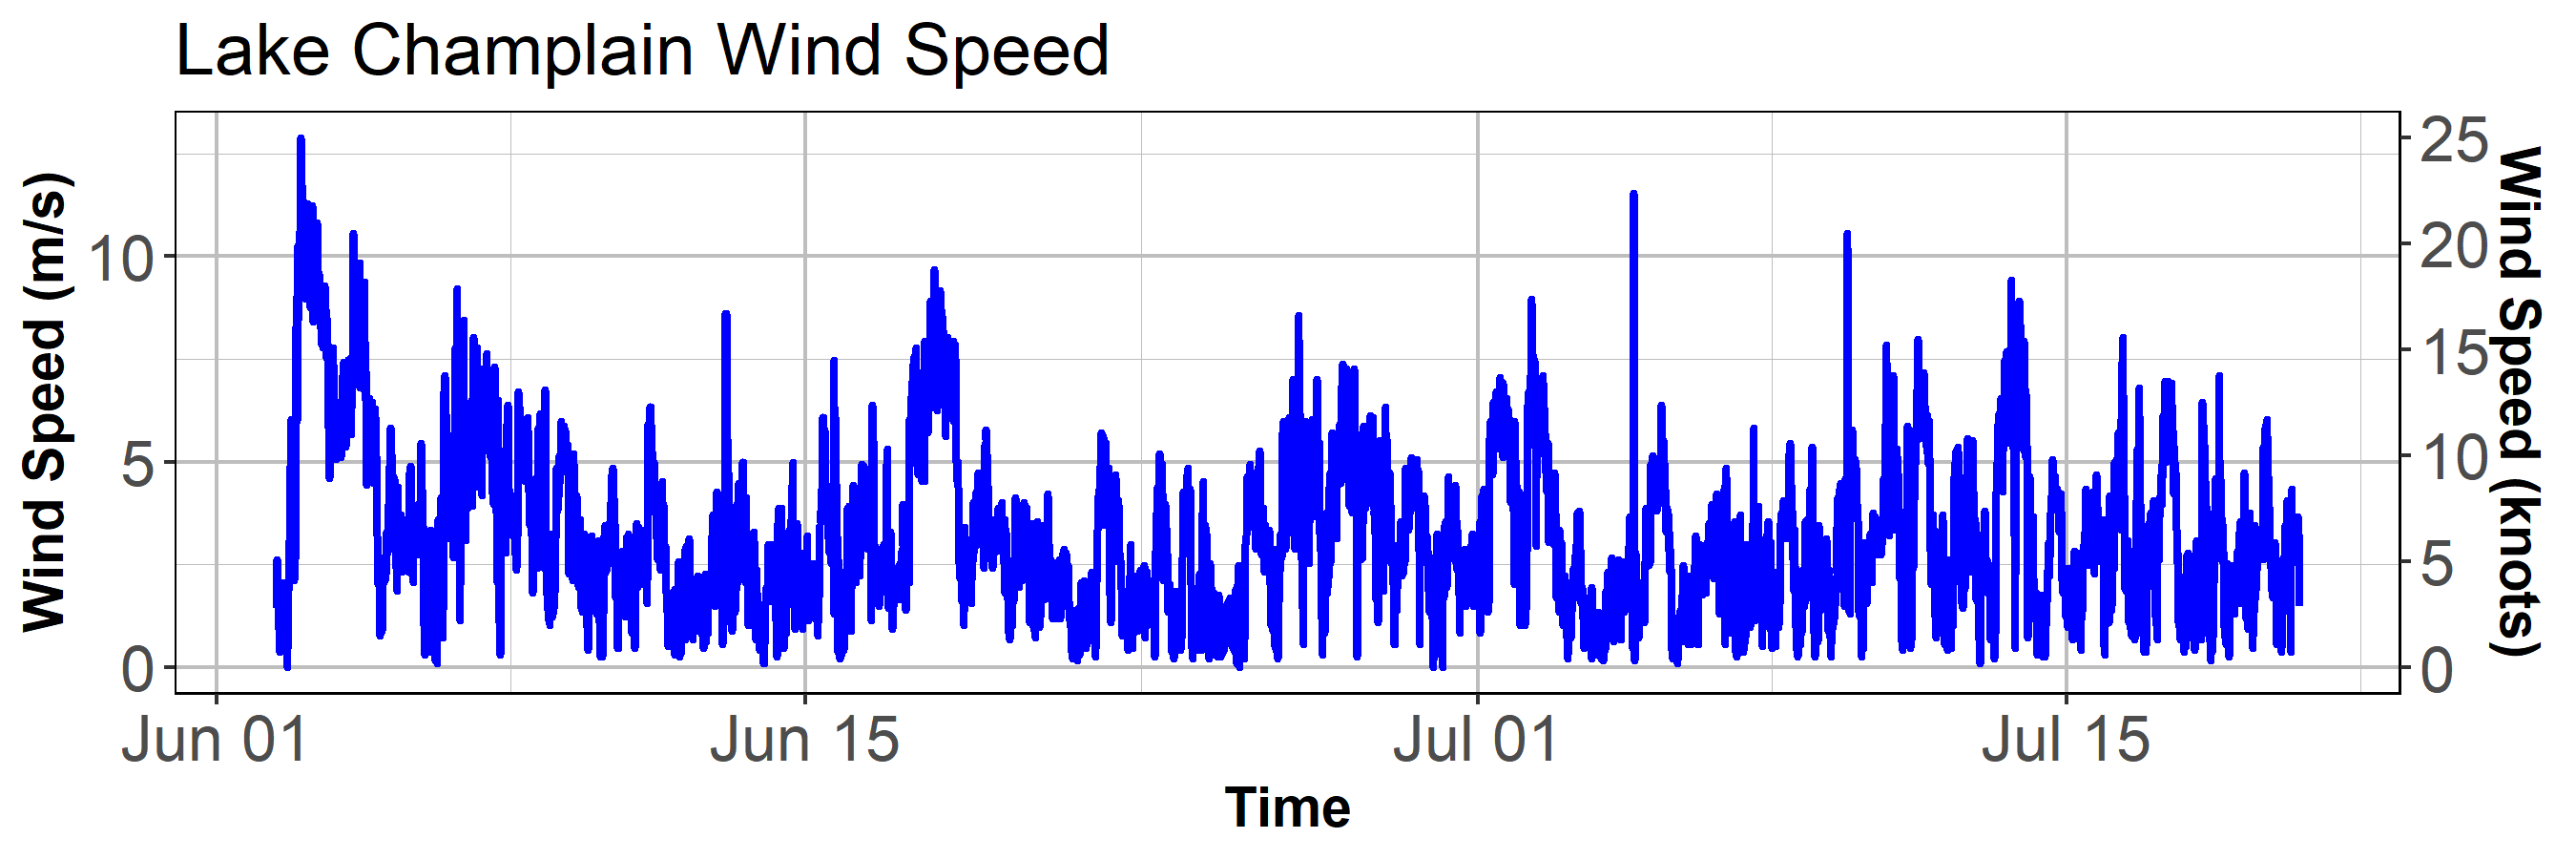 Lake Champlain Wind Speed
Wind Speed (m/s)
10
5
0
25
20
15
10
5
0
Wind Speed (knots)
Jun 01
Jun 15
Jul 01
Jul 15
Time